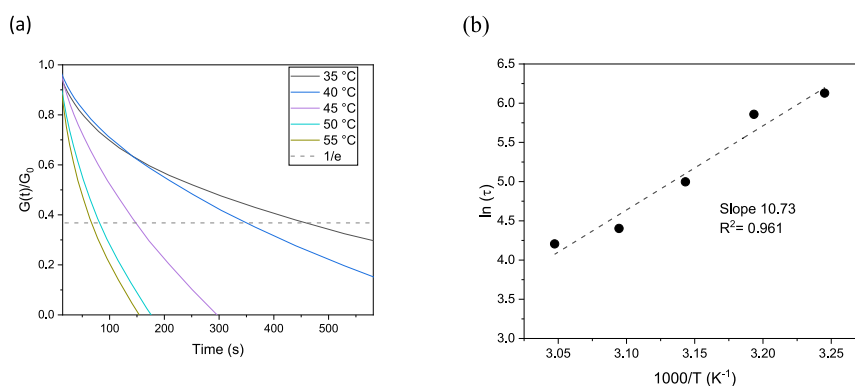 (a)
1.0
0.8
0.6
0.4
0.2
0.0
G(t)/G₀
35 °C
40 °C
45 °C
50 °C
55 °C
1/e
100
200
300
400
500
Time (s)
(b)
6.5
6.0
5.5
5.0
4.5
4.0
3.5
3.0
ln (τ)
Slope 10.73
R²= 0.961
3.05
3.10
3.15
3.20
3.25
1000/T (K⁻¹)